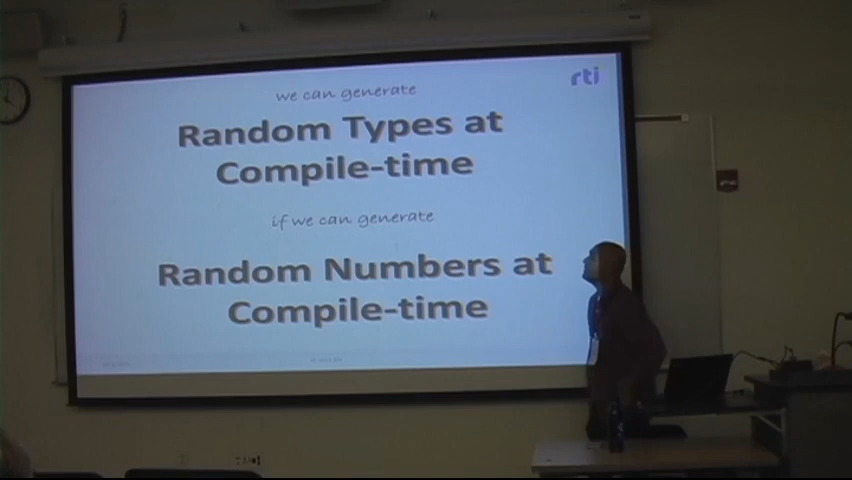 we can generate
rti
Random Types at
Compile-time
if we can generate
Random Numbers at
Compile-time